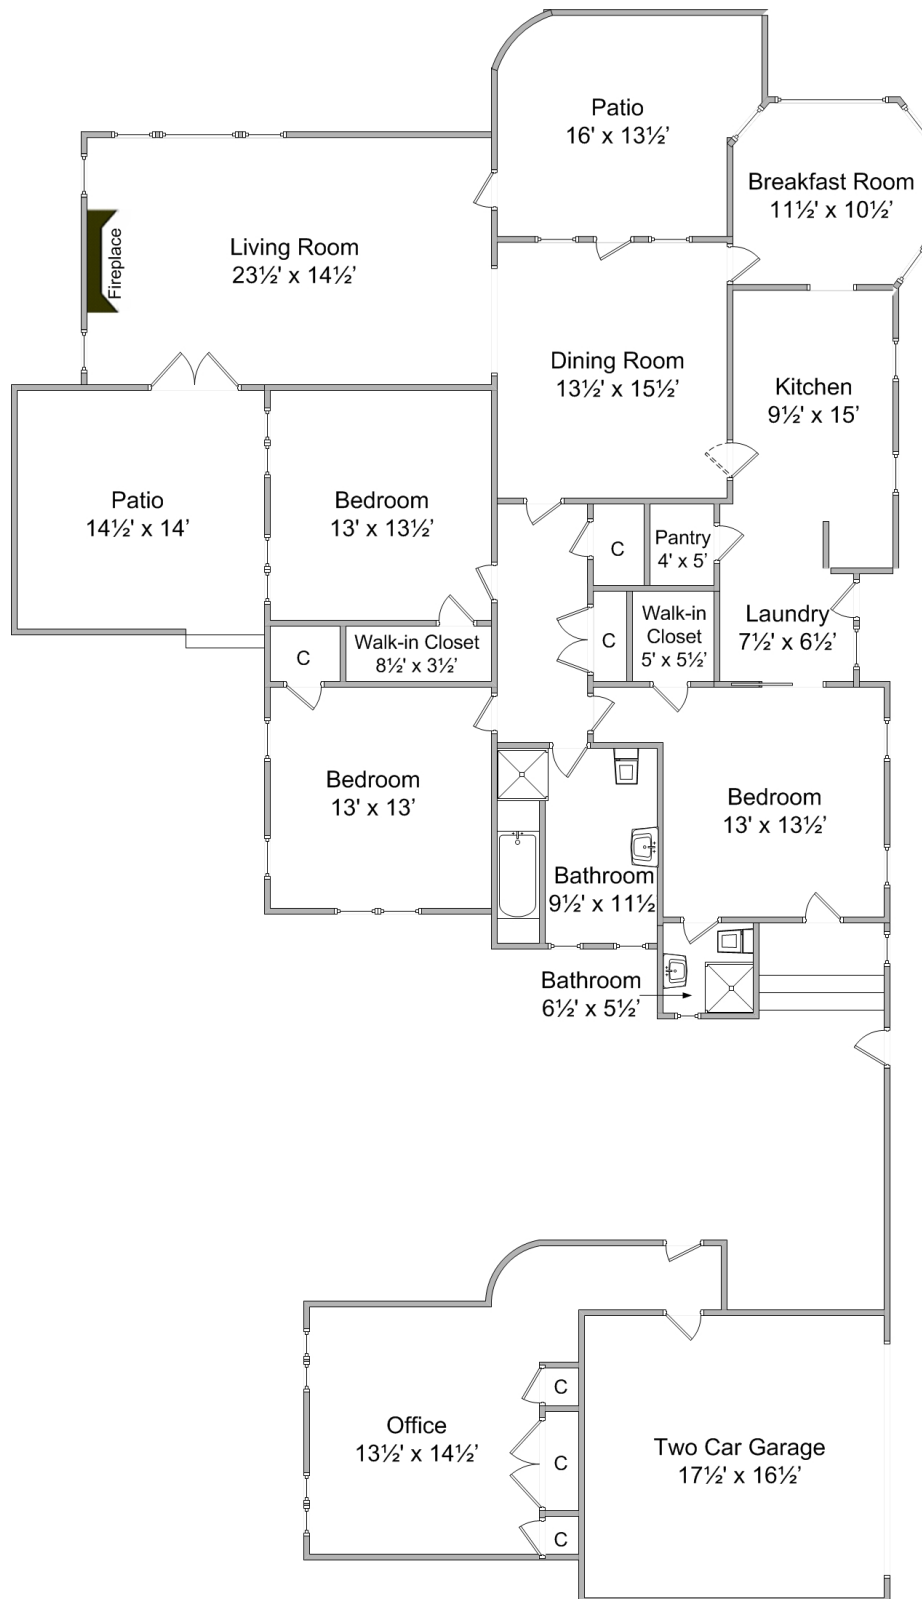 Patio
16' x 13½’
Breakfast Room
11½' x 10½’
Living Room
23½' x 14½’
Fireplace
Dining Room
13½' x 15½’
Kitchen
9½' x 15’
Patio
14½' x 14’
Bedroom
13' x 13½’
C
Pantry
4' x 5’
Walk-in
Closet
5' x 5½’
C
Laundry
7½' x 6½’
C
Walk-in Closet
8½' x 3½’
Bedroom
13' x 13’
Bedroom
13' x 13½’
Bathroom
9½' x 11½
Bathroom
6½' x 5½’
C
Office
13½' x 14½’
C
Two Car Garage
17½' x 16½’
C